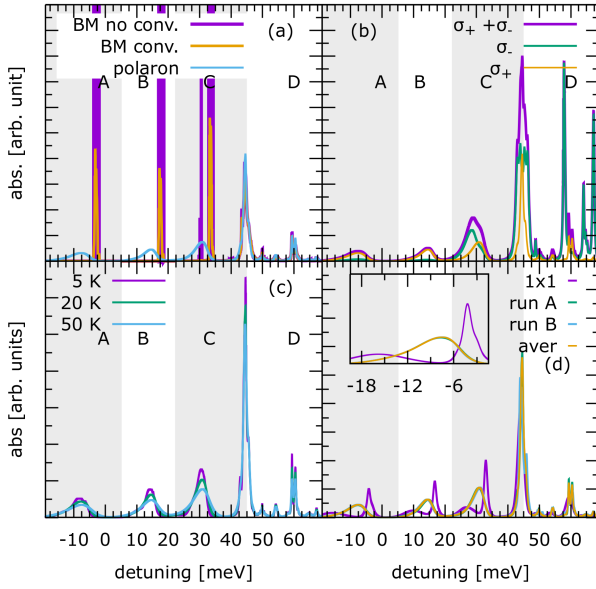 BM no conv.
BM conv.
polaron
(a)
A
B
C
D
abs. [arb. unit]
(b)
σ+ +σ-
σ-
σ+
A
B
C
D
5 K
20 K
50 K
(c)
A
B
C
D
abs [arb. units]
-10 0 10 20 30 40 50 60
detuning [meV]
1x1
run A
run B
aver
(d)
-18 -12 -6
-10 0 10 20 30 40 50 60
detuning [meV]